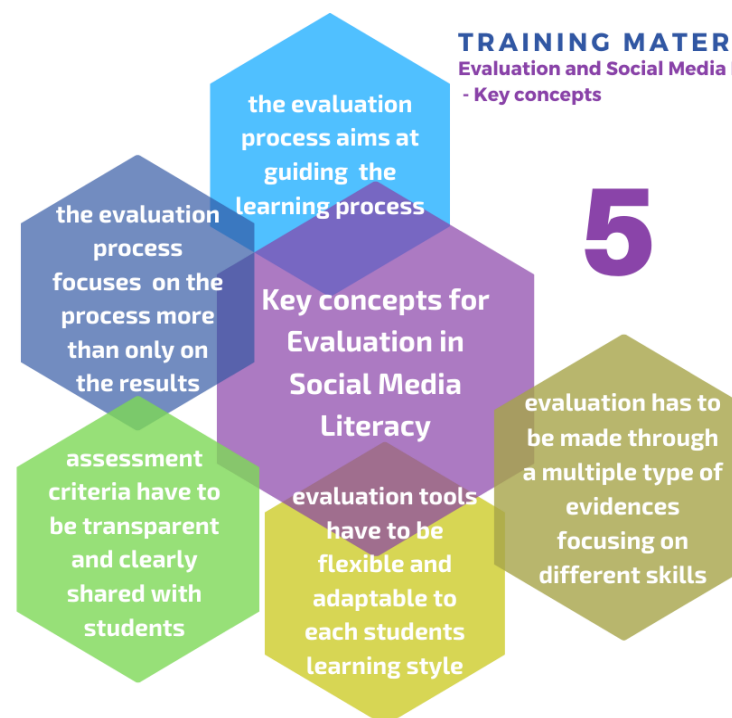 TRAINING MATER
Evaluation and Social Media
- Key concepts
5
the evaluation
process aims at
guiding the
learning process
the evaluation
process
focuses on the
process more
than only on
the results
Key concepts for
Evaluation in
Social Media
Literacy
evaluation has to
be made through
a multiple type of
evidences
focusing on
different skills
assessment
criteria have to
be transparent
and clearly
shared with
students
evaluation tools
have to be
flexible and
adaptable to
each students
learning style